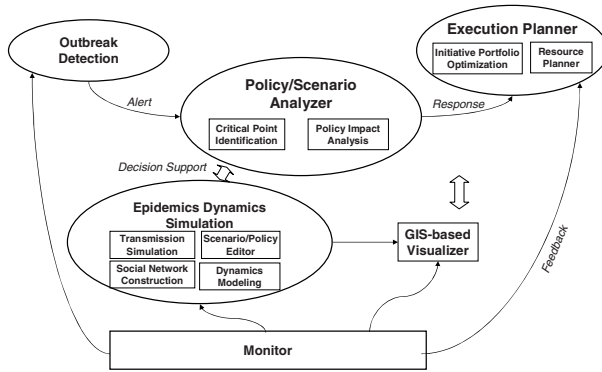 Outbreak
Detection
Execution Planner
Initiative Portfolio
Optimization
Resource
Planner
Alert
Policy/Scenario
Analyzer
Response
Critical Point
Identification
Policy Impact
Analysis
Decision Support
Epidemics Dynamics
Simulation
Transmission
Simulation
Scenario/Policy
Editor
Social Network
Construction
Dynamics
Modeling
GIS-based
Visualizer
Feedback
Monitor